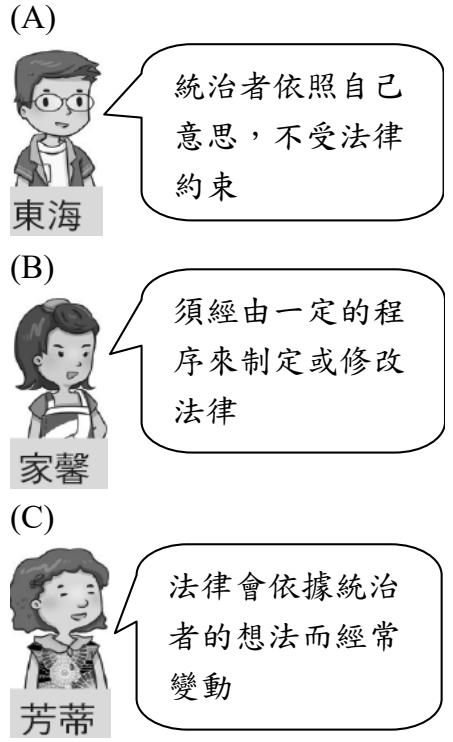 (A)
統治者依照自己
意思，不受法律
約束
東海
(B)
須經由一定的程
序來制定或修改
法律
家馨
(C)
法律會依據統治
者的想法而經常
變動
芳蒂